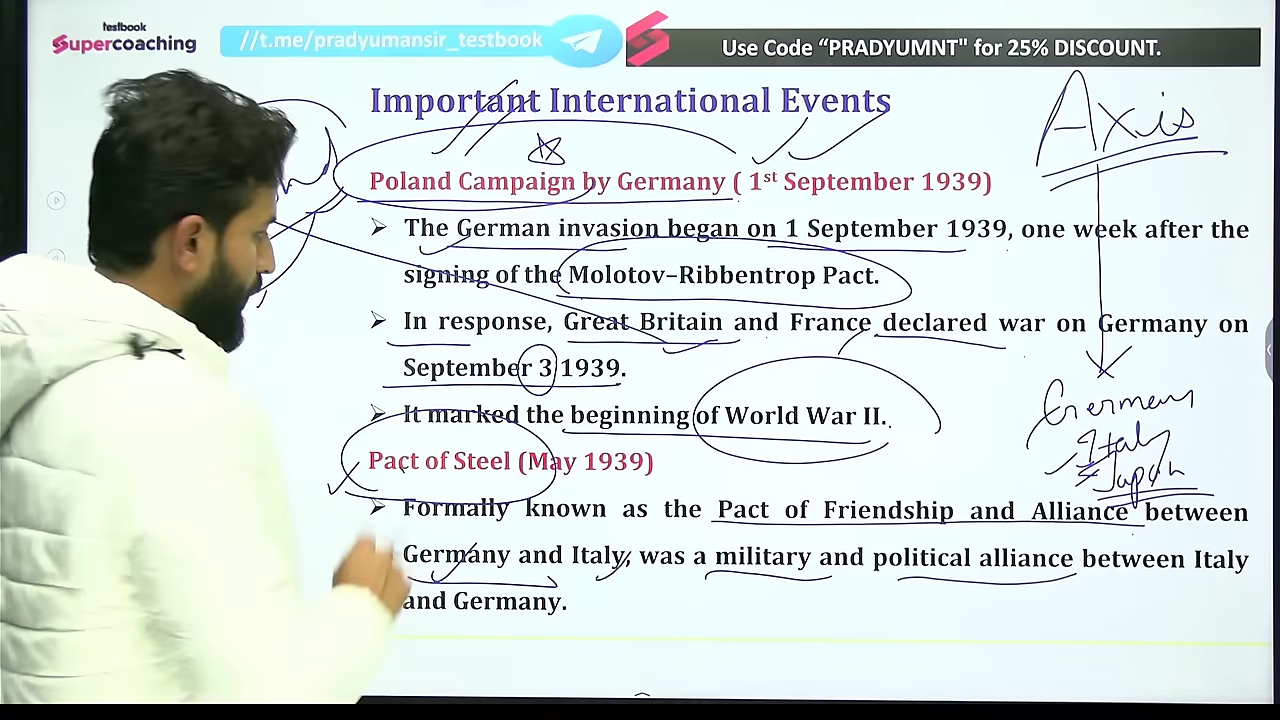 testbook
Supercoaching
//t.me/pradyumansir_testbook
Use Code “PRADYUMNT" for 25% DISCOUNT.
Important International Events
Axis
Poland Campaign by Germany ( 1st September 1939)
➢ The German invasion began on 1 September 1939, one week after the
signing of the Molotov–Ribbentrop Pact.
➢ In response, Great Britain and France declared war on Germany on
September 3 1939.
Germany
➢ It marked the beginning of World War II.
Italy
Pact of Steel (May 1939)
Japan
➢ Formally known as the Pact of Friendship and Alliance between
Germany and Italy, was a military and political alliance between Italy
and Germany.